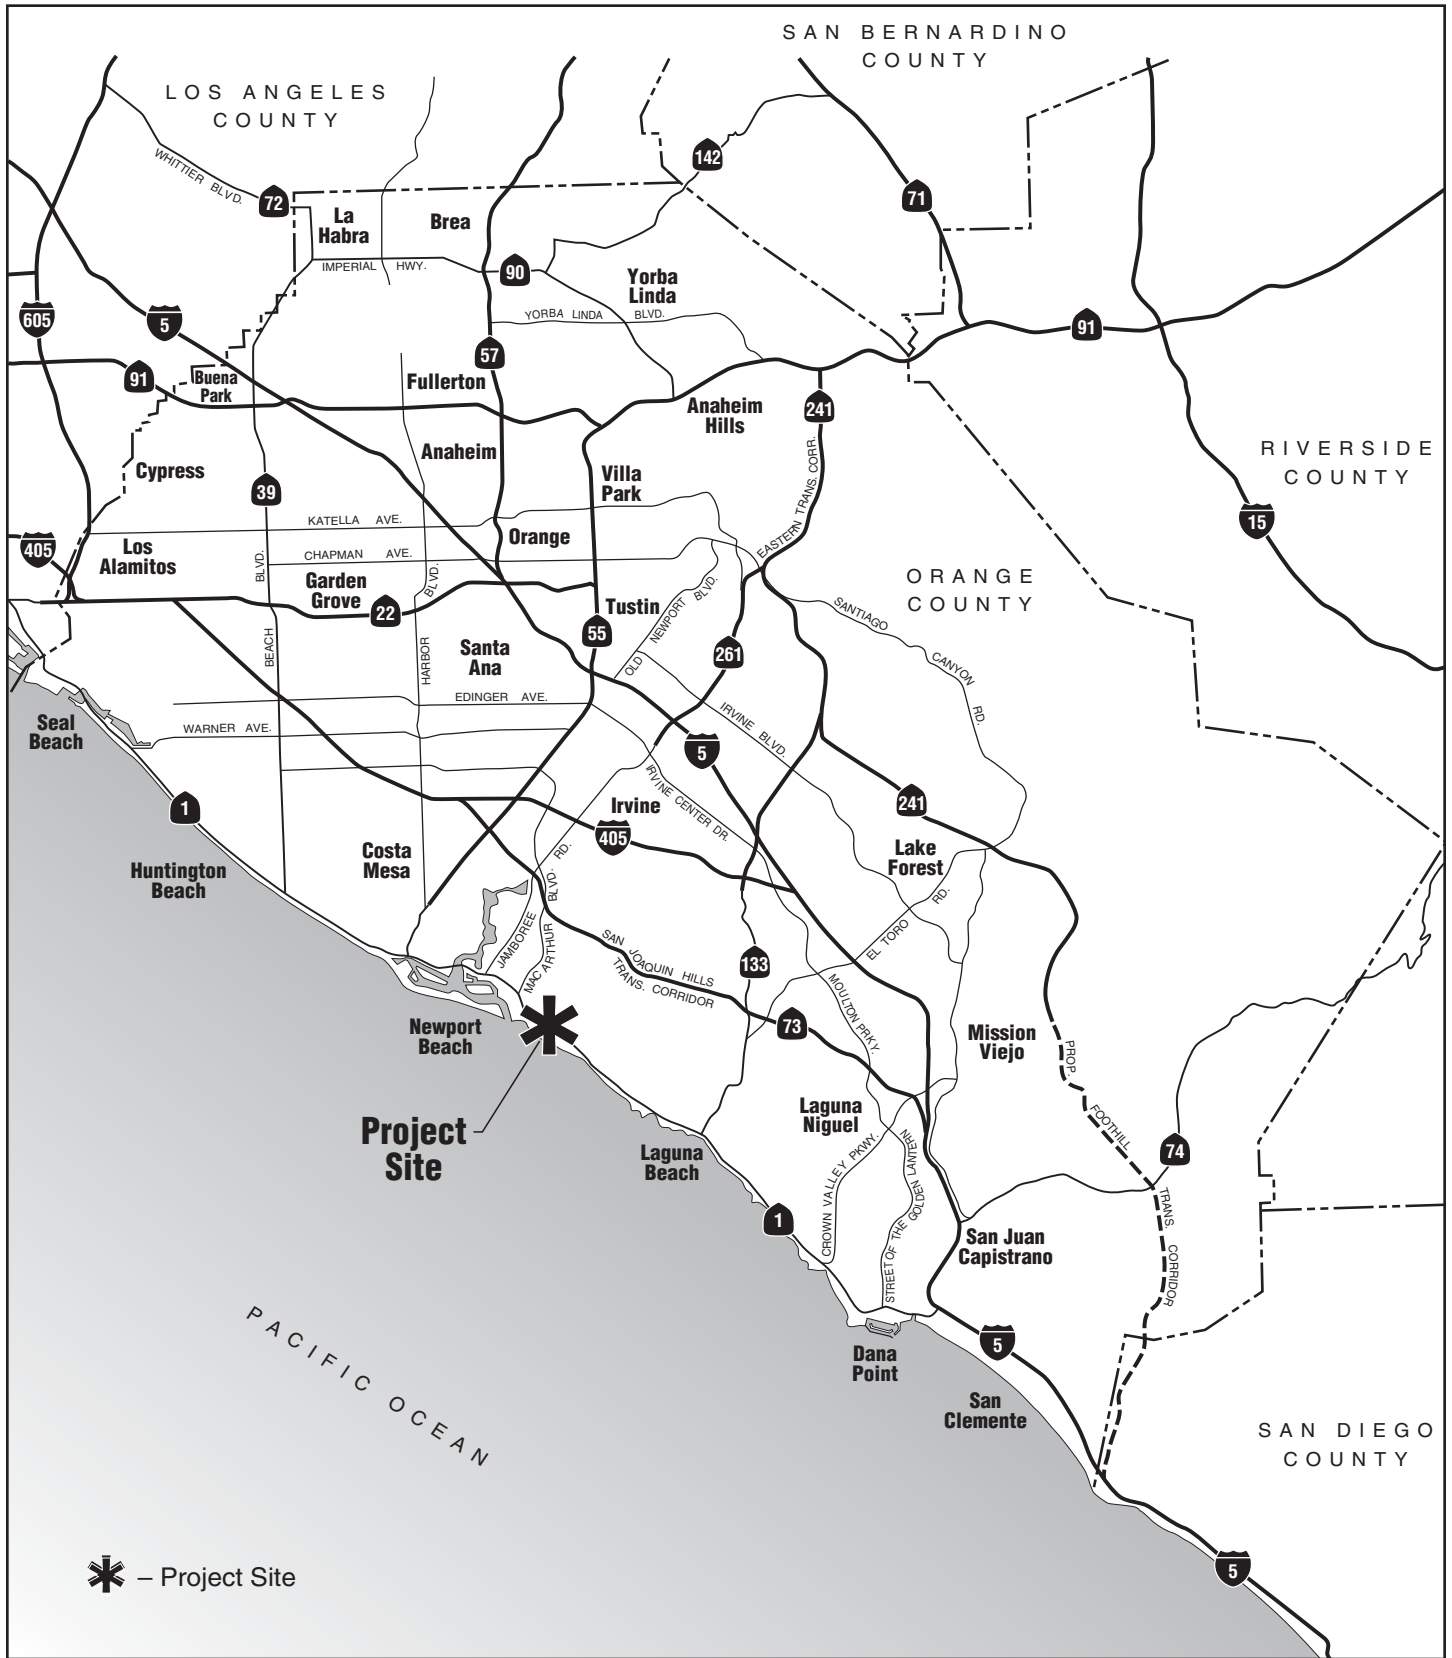 SAN BERNARDINO
COUNTY
LOS ANGELES
COUNTY
142
WHITTIER BLVD.
72
71
La
Habra
Brea
IMPERIAL HWY.
90
Yorba
Linda
605
5
YORBA LINDA BLVD.
91
57
91
Buena
Park
Fullerton
Anaheim
Hills
241
Anaheim
RIVERSIDE
COUNTY
Cypress
Villa
Park
EASTERN TRANS. CORR.
39
KATELLA AVE.
15
Orange
405
Los
Alamitos
CHAPMAN AVE.
BLVD.
BLVD.
Garden
Grove
22
ORANGE
COUNTY
Tustin
55
OLD NEWPORT BLVD.
SANTIAGO CANYON RD.
BEACH
HARBOR
Santa
Ana
261
EDINGER AVE.
Seal
Beach
WARNER AVE.
IRVINE BLVD.
5
1
IRVINE CENTER DR.
Irvine
405
241
Huntington
Beach
Costa
Mesa
Lake
Forest
JAMBOREE RD.
MAC ARTHUR BLVD.
EL TORO RD.
SAN JOAQUIN HILLS
TRANS. CORRIDOR
133
MOULTON PRKY.
73
Newport
Beach
Mission
Viejo
PROP. FOOTHILL TRANS. CORRIDOR
Project
Site
Laguna
Niguel
74
Laguna
Beach
CROWN VALLEY PKWY.
STREET OF THE GOLDEN LANTERN
1
San Juan
Capistrano
PACIFIC OCEAN
5
Dana
Point
San
Clemente
SAN DIEGO
COUNTY
5
– Project Site